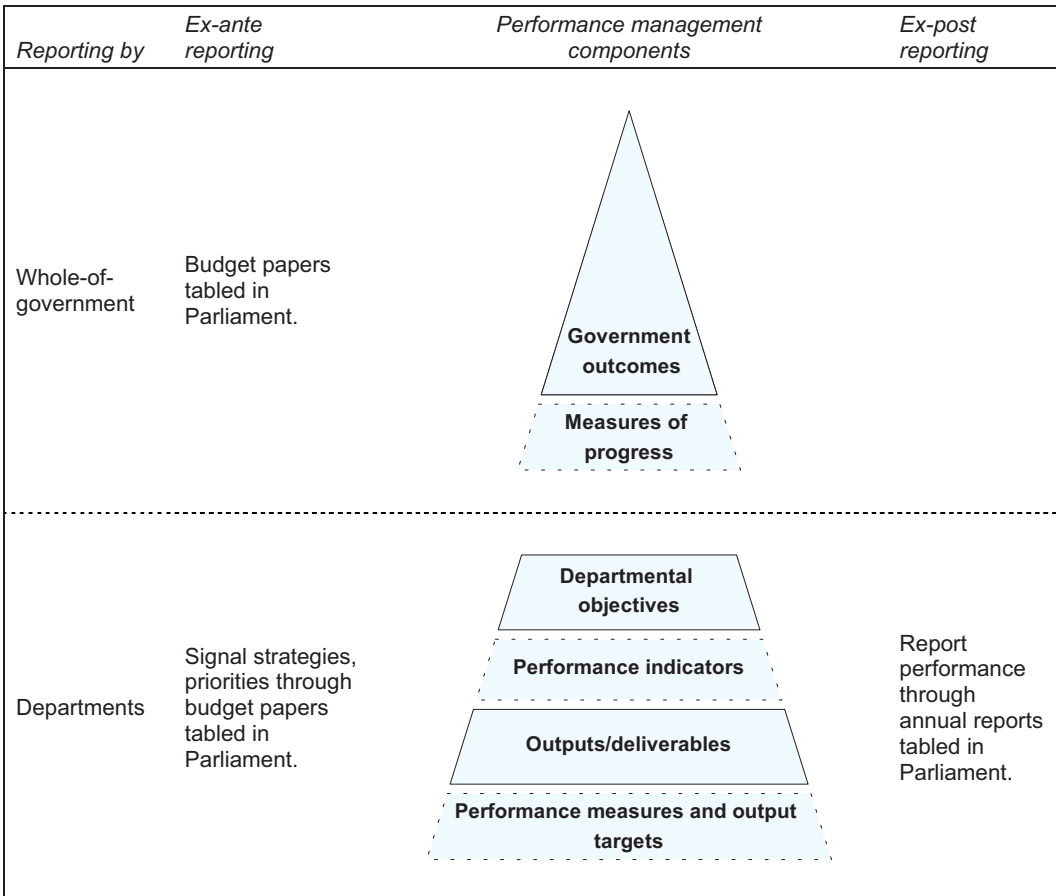 Reporting by
Ex-ante
reporting
Performance management
components
Ex-post
reporting
Whole-of-
government
Budget papers
tabled in
Parliament.
Government
outcomes
Measures of
progress
Departments
Signal strategies,
priorities through
budget papers
tabled in
Parliament.
Departmental
objectives
Performance indicators
Outputs/deliverables
Performance measures and output
targets
Report
performance
through
annual reports
tabled in
Parliament.